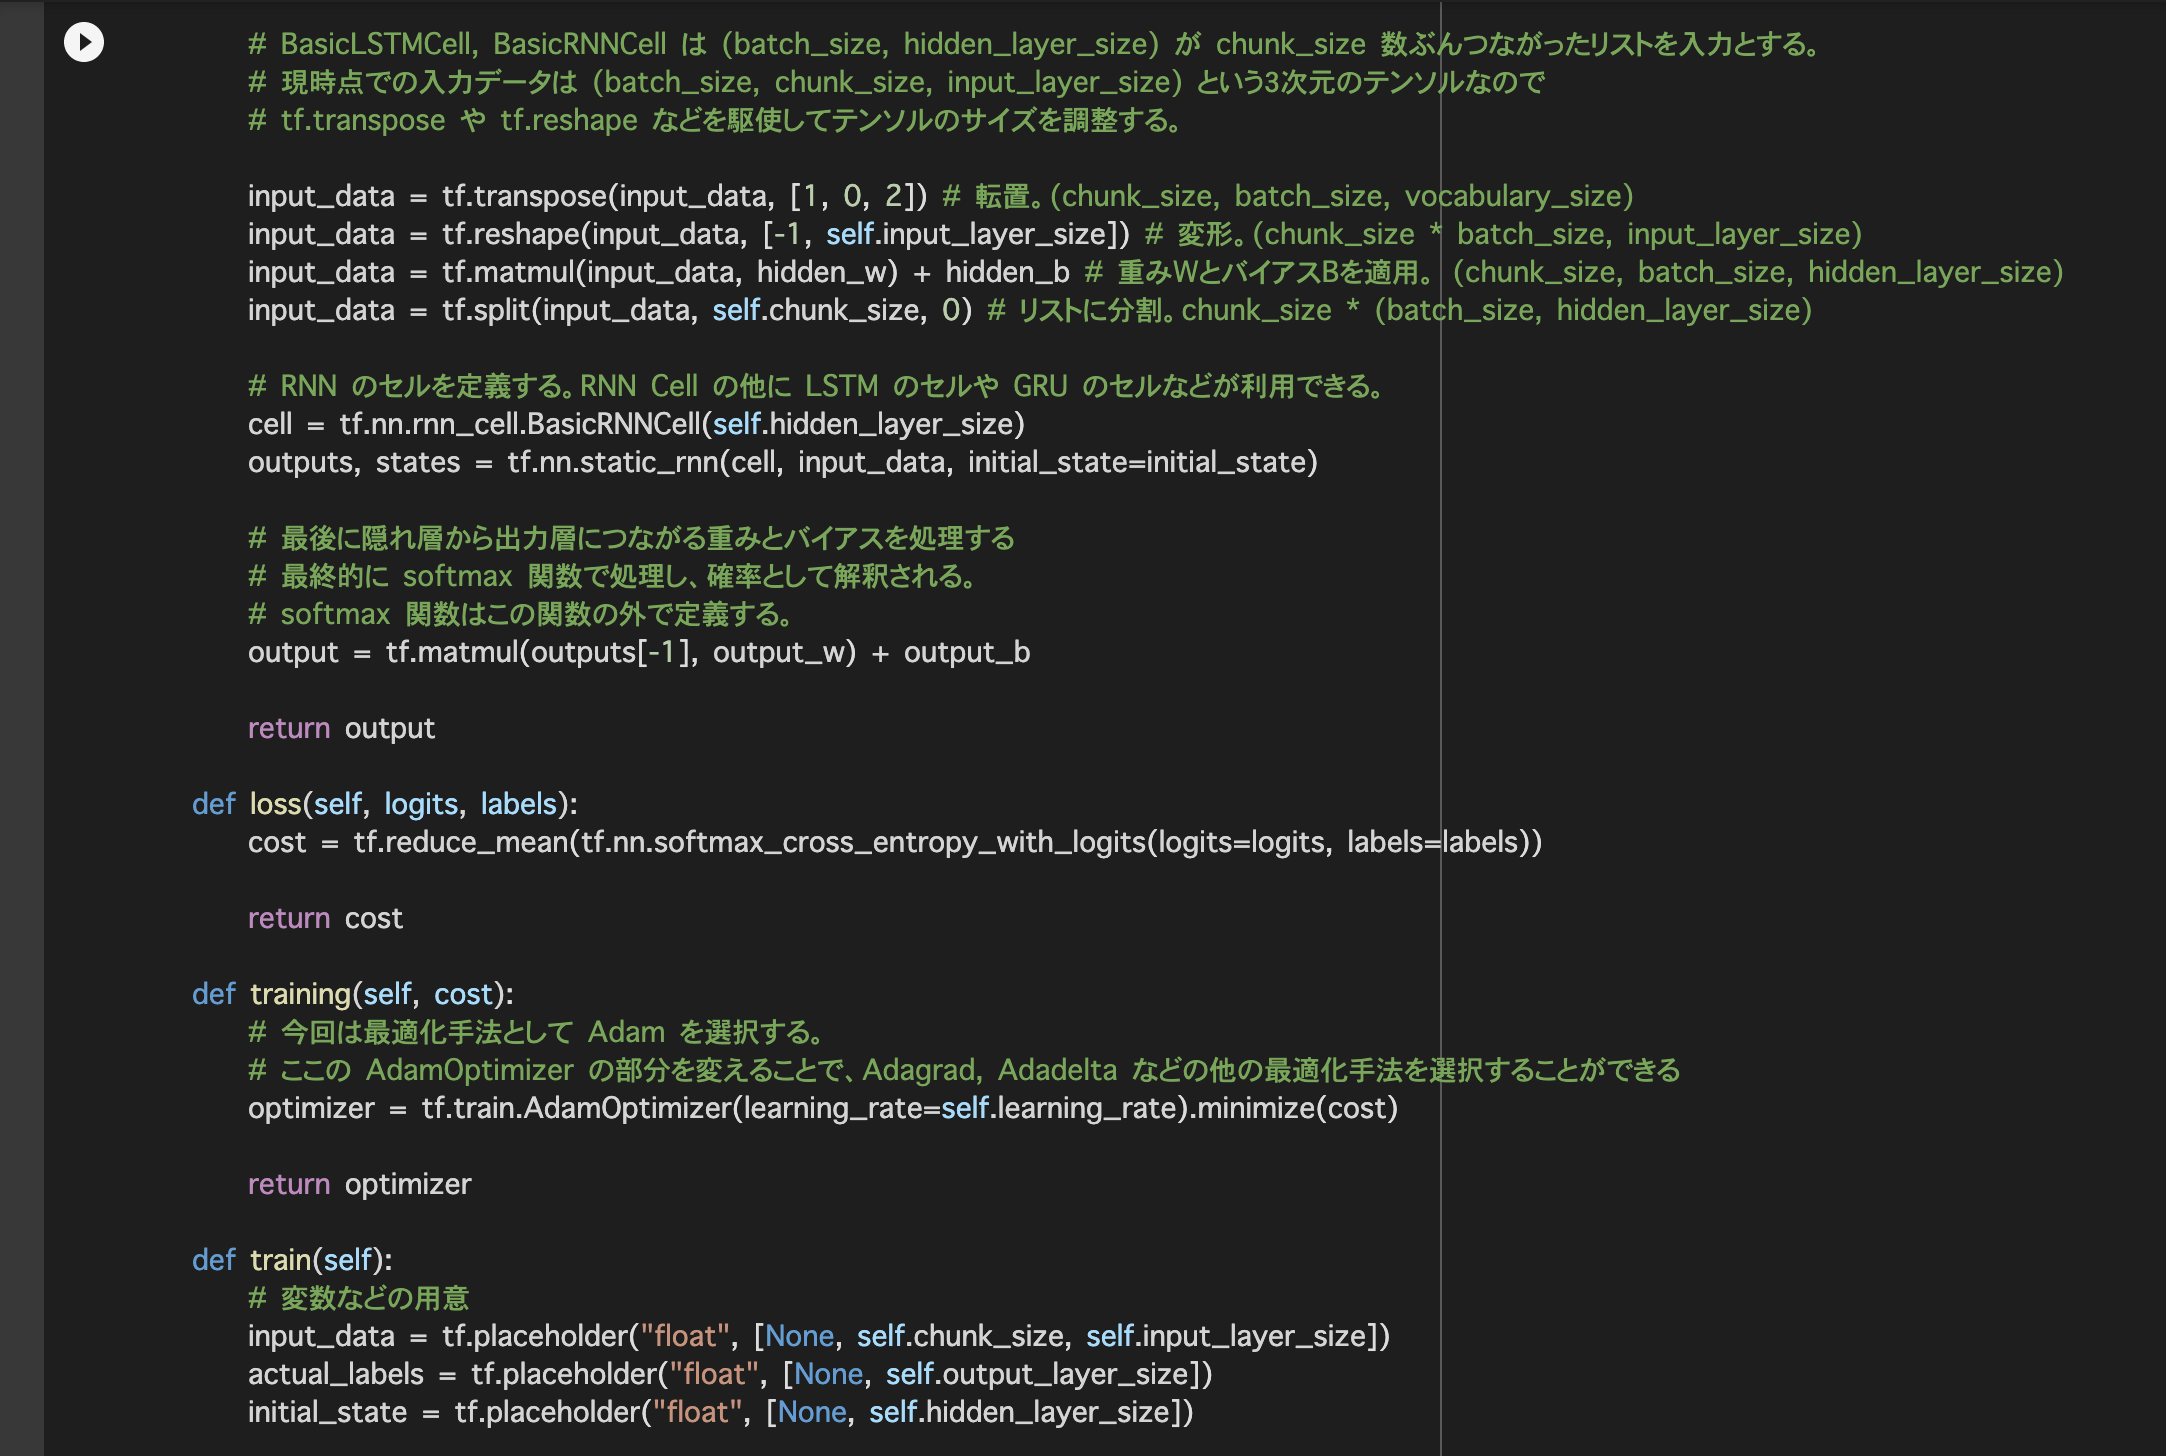 # BasicLSTMCell, BasicRNNCell は (batch_size, hidden_layer_size) が chunk_size 数ぶんつながったリストを入力とする。
# 現時点での入力データは (batch_size, chunk_size, input_layer_size) という3次元のテンソルなので
# tf.transpose や tf.reshape などを駆使してテンソルのサイズを調整する。
input_data = tf.transpose(input_data, [1, 0, 2]) # 転置。(chunk_size, batch_size, vocabulary_size)
input_data = tf.reshape(input_data, [-1, self.input_layer_size]) # 変形。(chunk_size * batch_size, input_layer_size)
input_data = tf.matmul(input_data, hidden_w) + hidden_b # 重みWとバイアスBを適用。 (chunk_size, batch_size, hidden_layer_size)
input_data = tf.split(input_data, self.chunk_size, 0) # リストに分割。chunk_size * (batch_size, hidden_layer_size)
# RNN のセルを定義する。RNN Cell の他に LSTM のセルや GRU のセルなどが利用できる。
cell = tf.nn.rnn_cell.BasicRNNCell(self.hidden_layer_size)
outputs, states = tf.nn.static_rnn(cell, input_data, initial_state=initial_state)
# 最後に隠れ層から出力層につながる重みとバイアスを処理する
# 最終的に softmax 関数で処理し、確率として解釈される。
# softmax 関数はこの関数の外で定義する。
output = tf.matmul(outputs[-1], output_w) + output_b
return output
def loss(self, logits, labels):
cost = tf.reduce_mean(tf.nn.softmax_cross_entropy_with_logits(logits=logits, labels=labels))
return cost
def training(self, cost):
# 今回は最適化手法として Adam を選択する。
# ここの AdamOptimizer の部分を変えることで、Adagrad, Adadelta などの他の最適化手法を選択することができる
optimizer = tf.train.AdamOptimizer(learning_rate=self.learning_rate).minimize(cost)
return optimizer
def train(self):
# 変数などの用意
input_data = tf.placeholder("float", [None, self.chunk_size, self.input_layer_size])
actual_labels = tf.placeholder("float", [None, self.output_layer_size])
initial_state = tf.placeholder("float", [None, self.hidden_layer_size])